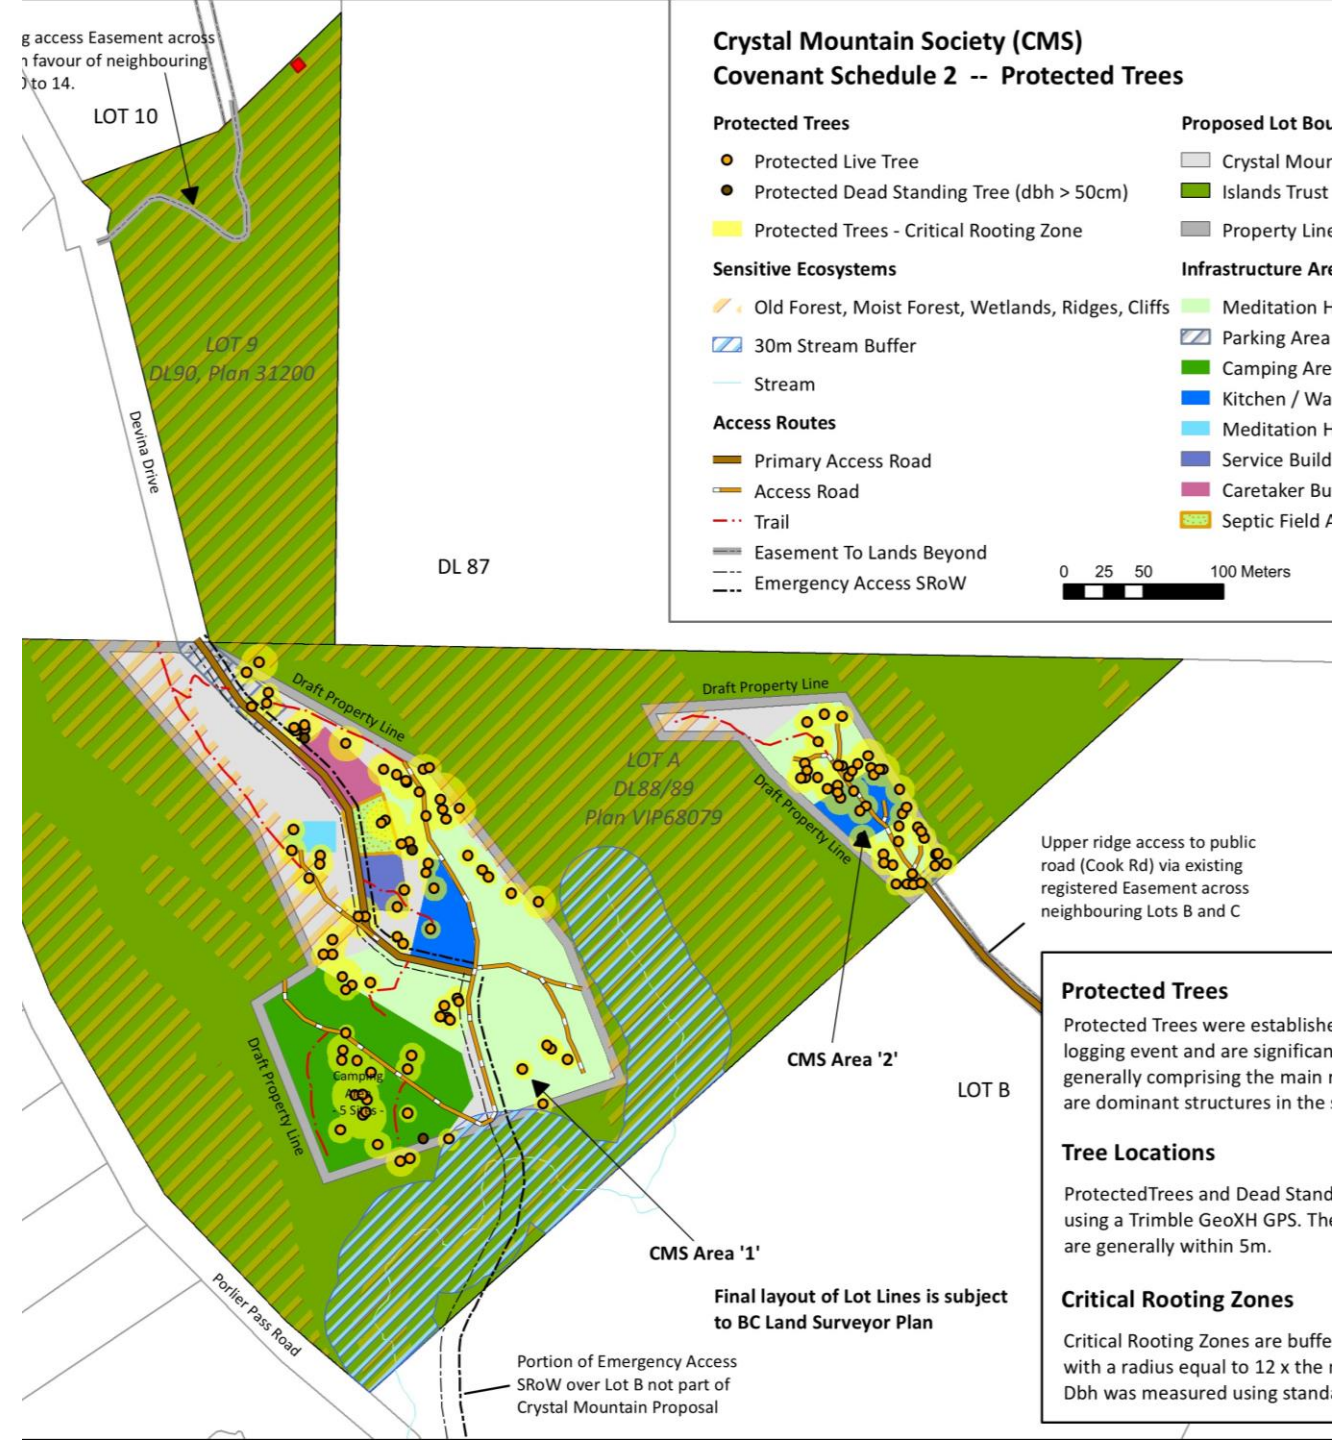 g access Easement across
n favour of neighbouring
0 to 14.
LOT 10
LOT 9
DL90, Plan 31200
Devina Drive
DL 87
Crystal Mountain Society (CMS)
Covenant Schedule 2 -- Protected Trees
Protected Trees
Protected Live Tree
Protected Dead Standing Tree (dbh > 50cm)
Protected Trees - Critical Rooting Zone
Sensitive Ecosystems
Old Forest, Moist Forest, Wetlands, Ridges, Cliffs
30m Stream Buffer
Stream
Access Routes
Primary Access Road
Access Road
Trail
Easement To Lands Beyond
Emergency Access SRoW
Proposed Lot Bou
Crystal Moun
Islands Trust
Property Line
Infrastructure Are
Meditation H
Parking Area
Camping Are
Kitchen / Wa
Meditation H
Service Build
Caretaker Bu
Septic Field A
0 25 50 100 Meters
Draft Property Line
Draft Property Line
LOT A
DL88/89
Plan VIP68079
Draft Property Line
Upper ridge access to public
road (Cook Rd) via existing
registered Easement across
neighbouring Lots B and C
CMS Area '2'
LOT B
Draft Property Line
Camping
Area
- 5 Sites -
CMS Area '1'
Final layout of Lot Lines is subject
to BC Land Surveyor Plan
Porlier Pass Road
Portion of Emergency Access
SRoW over Lot B not part of
Crystal Mountain Proposal
Protected Trees
Protected Trees were establishe
logging event and are significan
generally comprising the main r
are dominant structures in the s
Tree Locations
ProtectedTrees and Dead Stand
using a Trimble GeoXH GPS. The
are generally within 5m.
Critical Rooting Zones
Critical Rooting Zones are buffe
with a radius equal to 12 x the r
Dbh was measured using standa